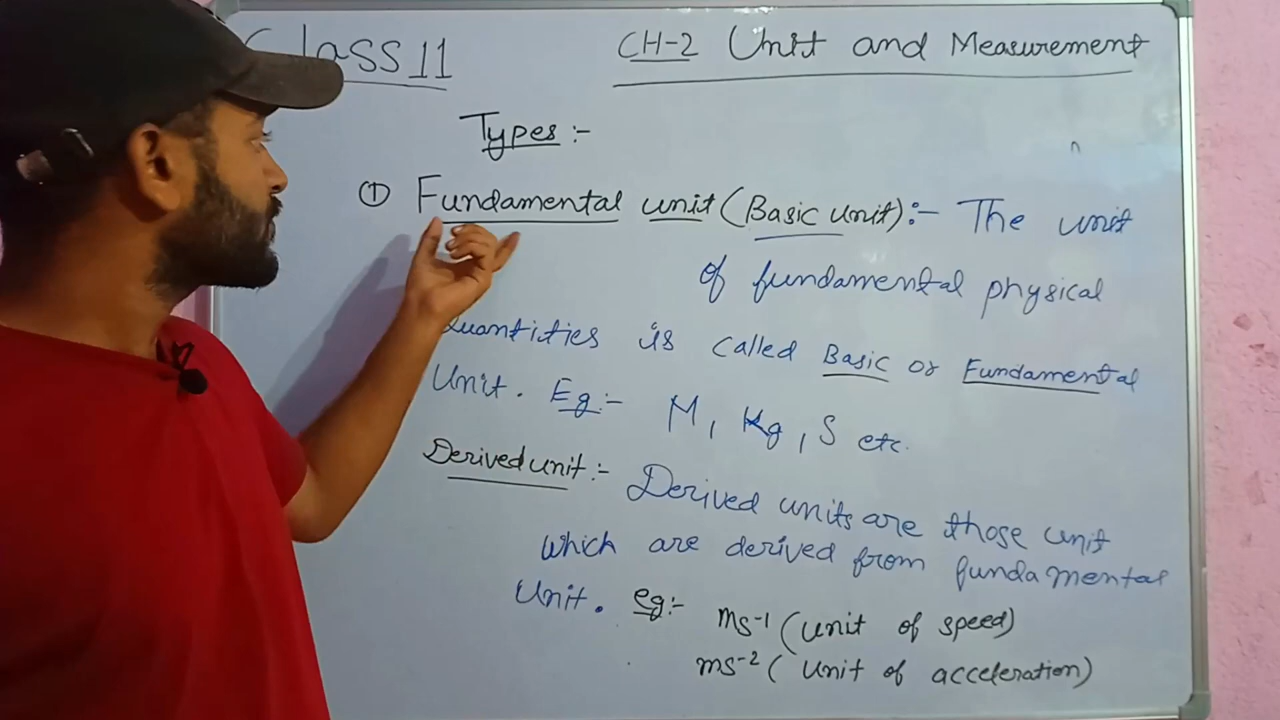 Class 11
CH-2 Unit and Measurement
Types :-
① Fundamental unit (Basic Unit) :- The unit
of fundamental physical
Quantities is called Basic or Fundamental
Unit. Eg:- M, Kg, S etc.
Derived unit :- Derived units are those unit
which are derived from fundamental
Unit. eg:- ms⁻¹ (unit of speed)
ms⁻² (unit of acceleration)